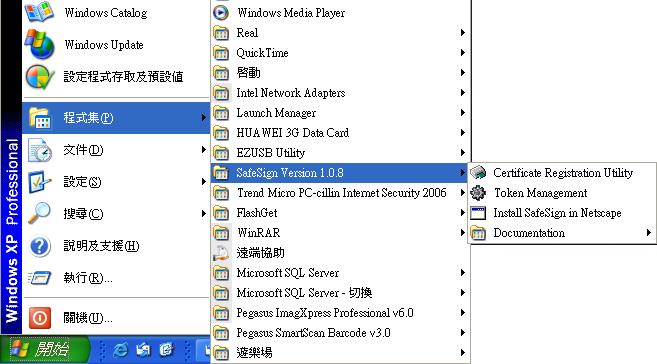 Windows Catalog
Windows Update
設定程式存取及預設値
程式集(P)
文件(D)
設定(S)
搜尋(C)
說明及支援(H)
執行(R)...
關機(U)...
Windows XP Professional
開始
Windows Media Player
Real
QuickTime
啓動
Intel Network Adapters
Launch Manager
HUAWEI 3G Data Card
EZUSB Utility
SafeSign Version 1.0.8
Trend Micro PC-cillin Internet Security 2006
FlashGet
WinRAR
遠端協助
Microsoft SQL Server
Microsoft SQL Server - 切換
Pegasus ImagXpress Professional v6.0
Pegasus SmartScan Barcode v3.0
遊樂場
Certificate Registration Utility
Token Management
Install SafeSign in Netscape
Documentation